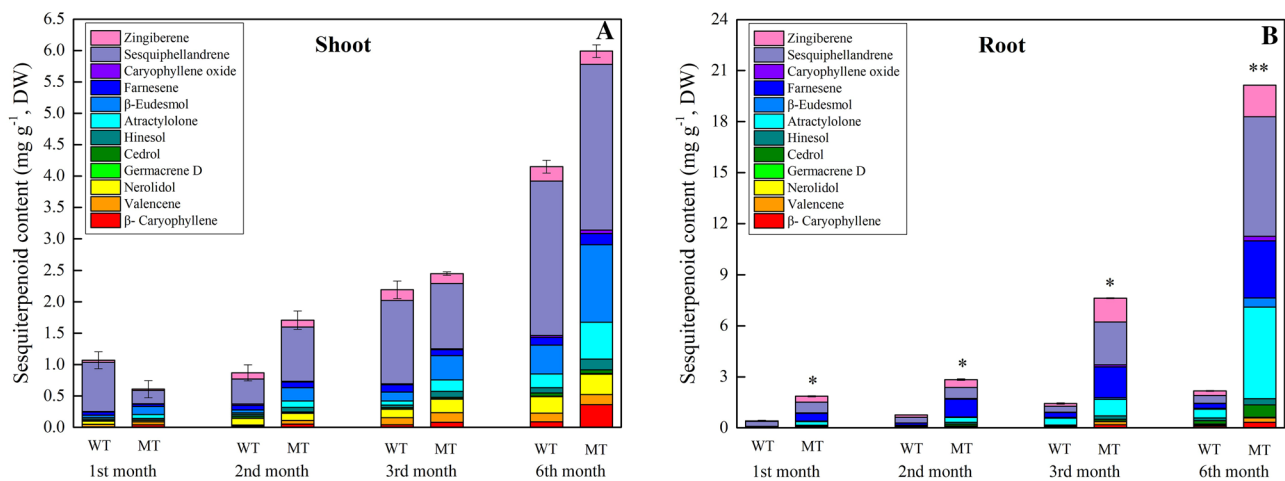 A
Shoot
Sesquiterpenoid content (mg g-1, DW)
6.5
6.0
5.5
5.0
4.5
4.0
3.5
3.0
2.5
2.0
1.5
1.0
0.5
0.0
Zingiberene
Sesquiphellandrene
Caryophyllene oxide
Farnesene
β-Eudesmol
Atractylolone
Hinesol
Cedrol
Germacrene D
Nerolidol
Valencene
β- Caryophyllene
WT MT WT MT WT MT WT MT
1st month 2nd month 3rd month 6th month
B
Root
Sesquiterpenoid content (mg g-1, DW)
24
21
18
15
12
9
6
3
0
Zingiberene
Sesquiphellandrene
Caryophyllene oxide
Farnesene
β-Eudesmol
Atractylolone
Hinesol
Cedrol
Germacrene D
Nerolidol
Valencene
β- Caryophyllene
**
*
*
*
WT MT WT MT WT MT WT MT
1st month 2nd month 3rd month 6th month